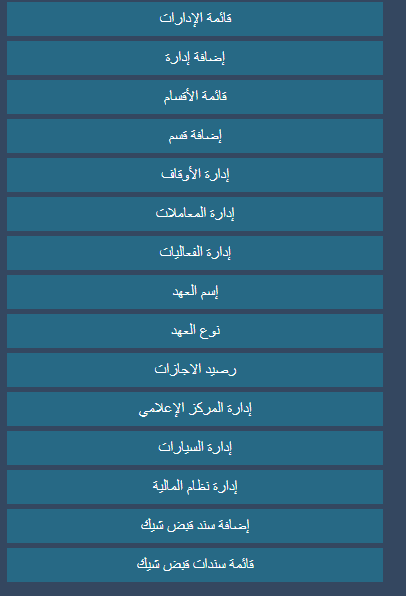 قائمة الإدارات
إضافة إدارة
قائمة الأقسام
إضافة قسم
إدارة الأوقاف
إدارة المعاملات
إدارة الفعاليات
إسم العهد
نوع العهد
رصيد الاجازات
إدارة المركز الإعلامي
إدارة السيارات
إدارة نظام المالية
إضافة سند قبض شيك
قائمة سندات قبض شيك